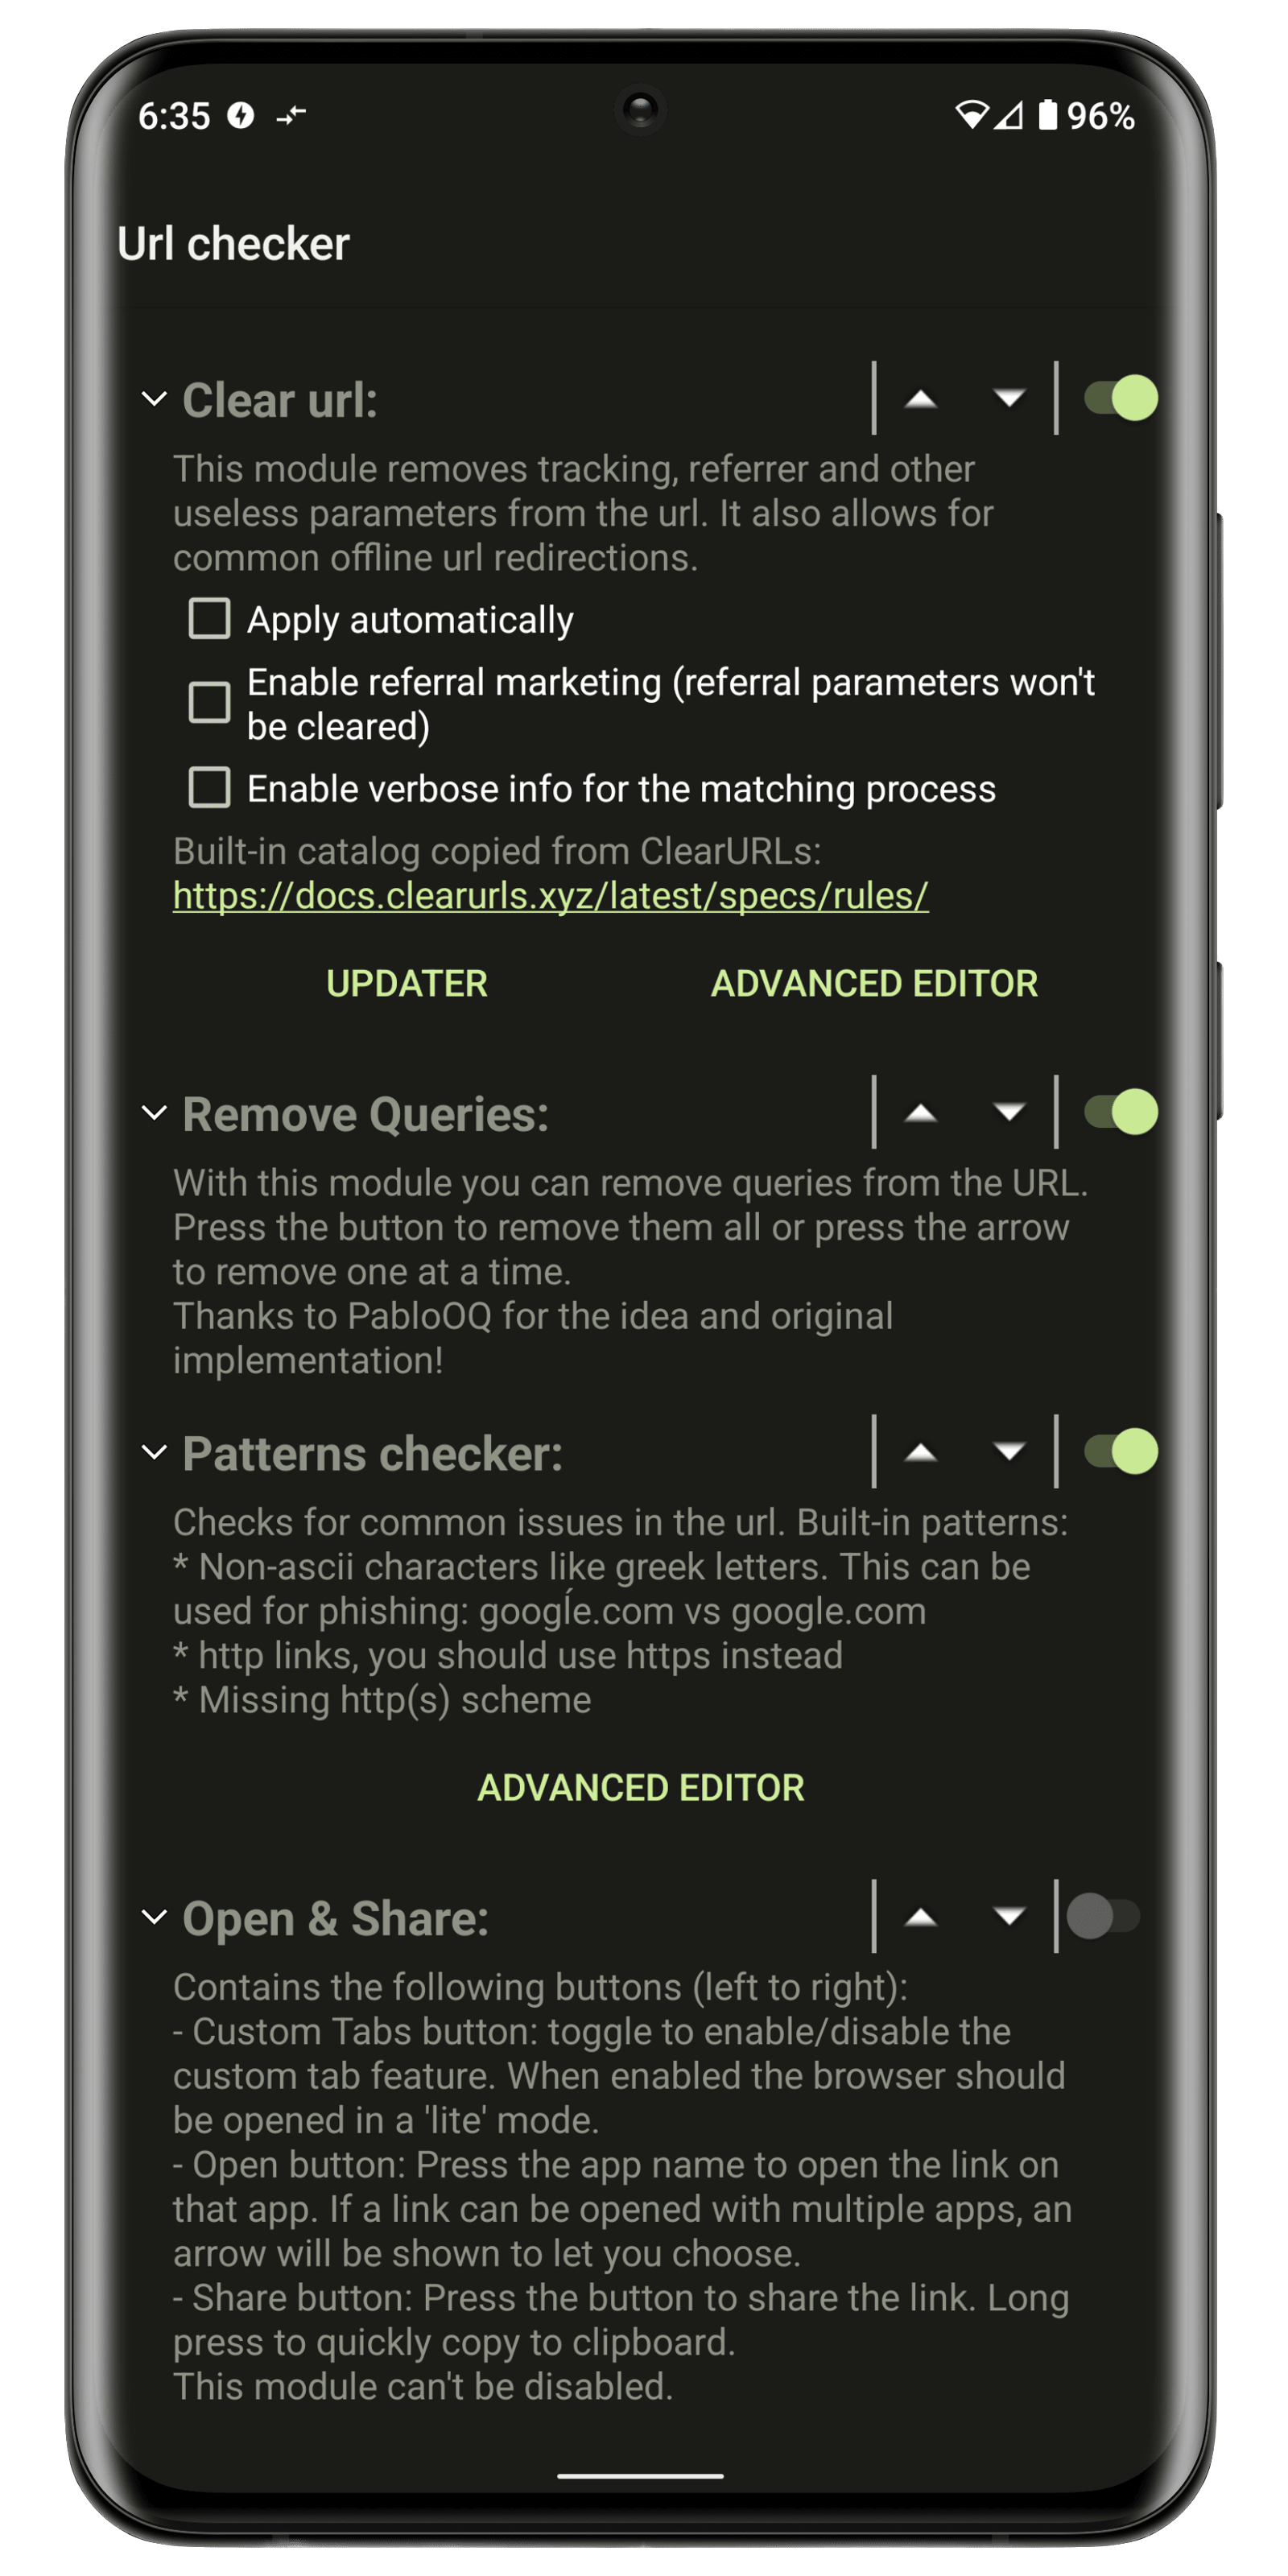 6:35 96%
Url checker
Clear url:
This module removes tracking, referrer and other
useless parameters from the url. It also allows for
common offline url redirections.
Apply automatically
Enable referral marketing (referral parameters won't
be cleared)
Enable verbose info for the matching process
Built-in catalog copied from ClearURLs:
https://docs.clearurls.xyz/latest/specs/rules/
UPDATER ADVANCED EDITOR
Remove Queries:
With this module you can remove queries from the URL.
Press the button to remove them all or press the arrow
to remove one at a time.
Thanks to PabloOQ for the idea and original
implementation!
Patterns checker:
Checks for common issues in the url. Built-in patterns:
* Non-ascii characters like greek letters. This can be
used for phishing: googĺe.com vs google.com
* http links, you should use https instead
* Missing http(s) scheme
ADVANCED EDITOR
Open & Share:
Contains the following buttons (left to right):
- Custom Tabs button: toggle to enable/disable the
custom tab feature. When enabled the browser should
be opened in a 'lite' mode.
- Open button: Press the app name to open the link on
that app. If a link can be opened with multiple apps, an
arrow will be shown to let you choose.
- Share button: Press the button to share the link. Long
press to quickly copy to clipboard.
This module can't be disabled.